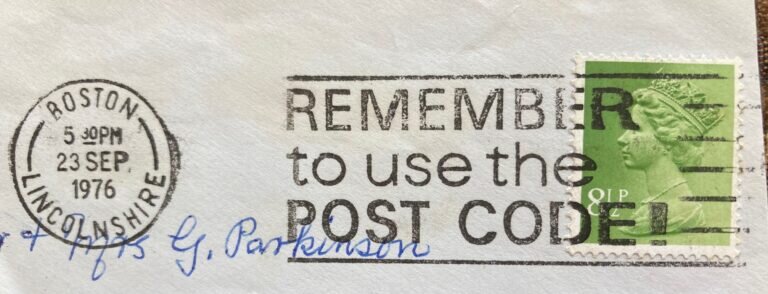 BOSTON
5 30PM
23 SEP.
1976
LINCOLNSHIRE
REMEMBER
to use the
POST CODE!
8½P
+ Mrs G. Parkinson